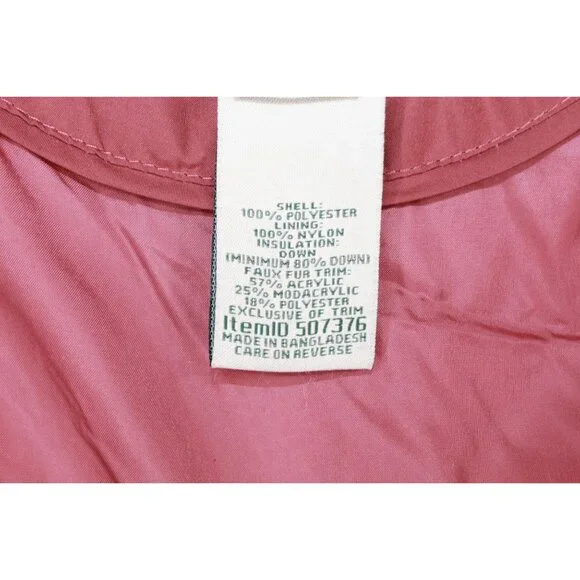 SHELL:
100% POLYESTER
LINING:
100% NYLON
INSULATION:
DOWN
(MINIMUM 80% DOWN)
FAUX FUR TRIM:
57% ACRYLIC
25% MODACRYLIC
18% POLYESTER
EXCLUSIVE OF TRIM
ItemID 507376
MADE IN BANGLADESH
CARE ON REVERSE